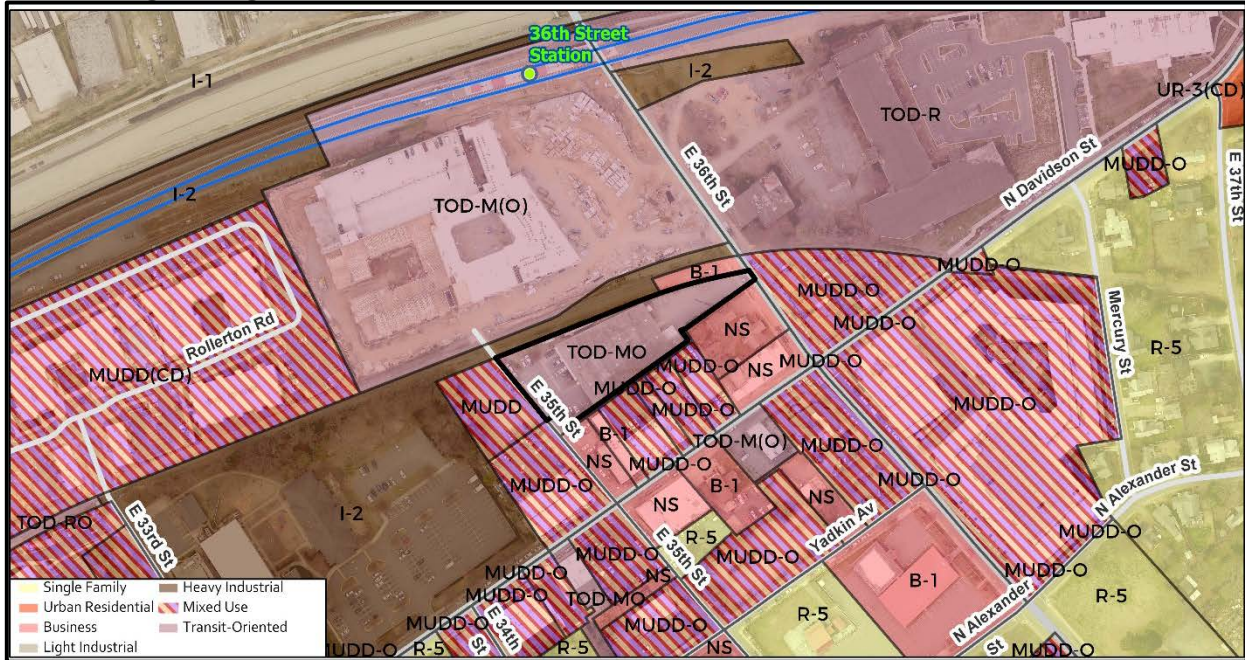 36th Street
Station
I-1
I-2
TOD-R
UR-3(CD)
MUDD-O
E 37th St
N Davidson St
E 36th St
I-2
TOD-M(O)
B-1
MUDD-O
MUDD-O
MUDD-O
Mercury St
R-5
Rollerton Rd
MUDD(CD)
TOD-MO
NS
NS
MUDD-O
MUDD-O
MUDD-O
MUDD-O
MUDD
E 35th St
B-1
NS
MUDD-O
TOD-M(O)
MUDD-O
MUDD-O
MUDD-O
MUDD-O
B-1
NS
N Alexander St
I-2
TOD-RO
E 33rd St
NS
R-5
E 35th St
Yadkin Av
MUDD-O
MUDD-O
MUDD-O
MUDD-O
NS
B-1
MUDD-O
N Alexander
St
R-5
MUDD-O
MUDD-O
TOD-MO
MUDD-O
R-5
E 34th
St
MUDD-O
R-5
R-5
NS
MUDD-O
Single Family
Urban Residential
Business
Light Industrial
Heavy Industrial
Mixed Use
Transit-Oriented